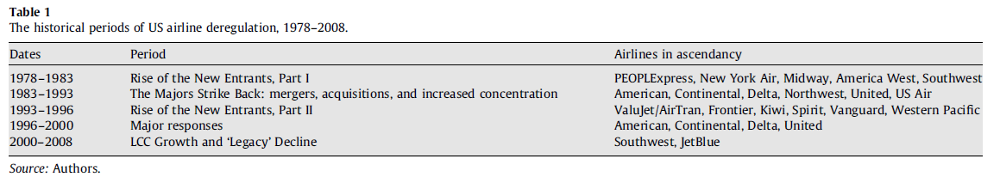 Table 1
The historical periods of US airline deregulation, 1978–2008.
Dates Period Airlines in ascendancy
1978–1983 Rise of the New Entrants, Part I PEOPLExpress, New York Air, Midway, America West, Southwest
1983–1993 The Majors Strike Back: mergers, acquisitions, and increased concentration American, Continental, Delta, Northwest, United, US Air
1993–1996 Rise of the New Entrants, Part II ValuJet/AirTran, Frontier, Kiwi, Spirit, Vanguard, Western Pacific
1996–2000 Major responses American, Continental, Delta, United
2000–2008 LCC Growth and ‘Legacy’ Decline Southwest, JetBlue
Source: Authors.